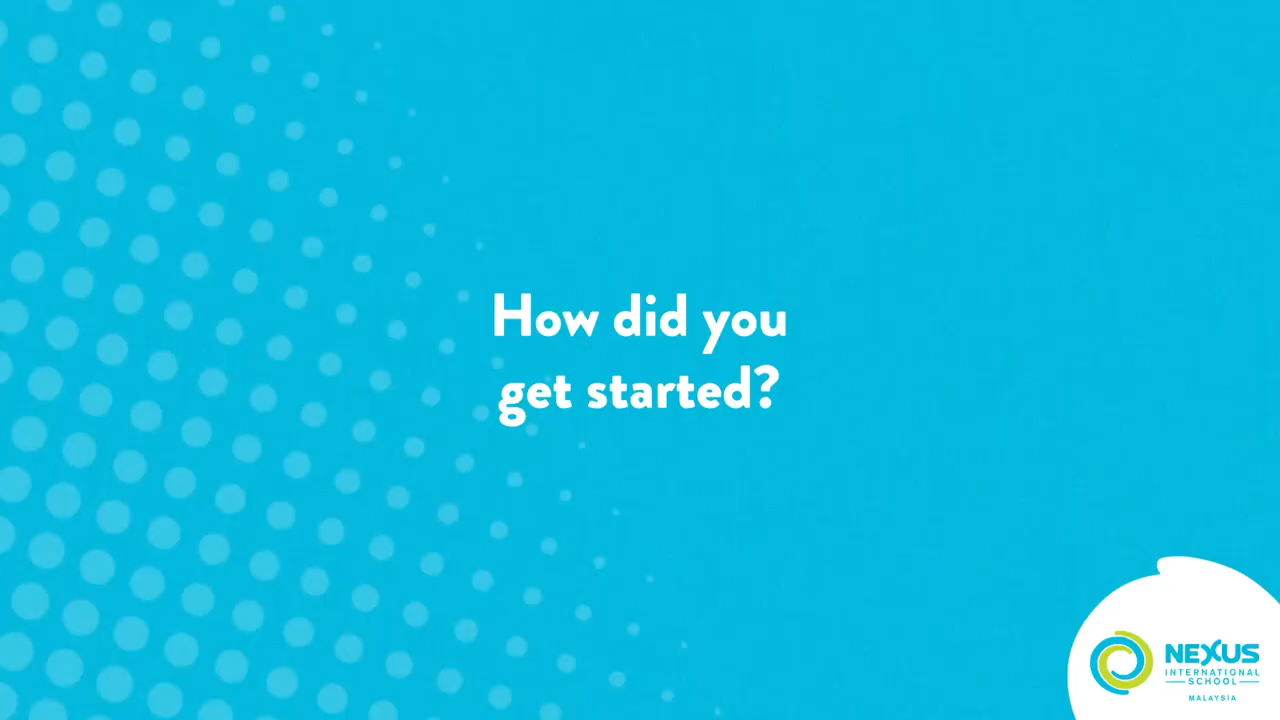 How did you
get started?
NEXUS
INTERNATIONAL
SCHOOL
MALAYSIA